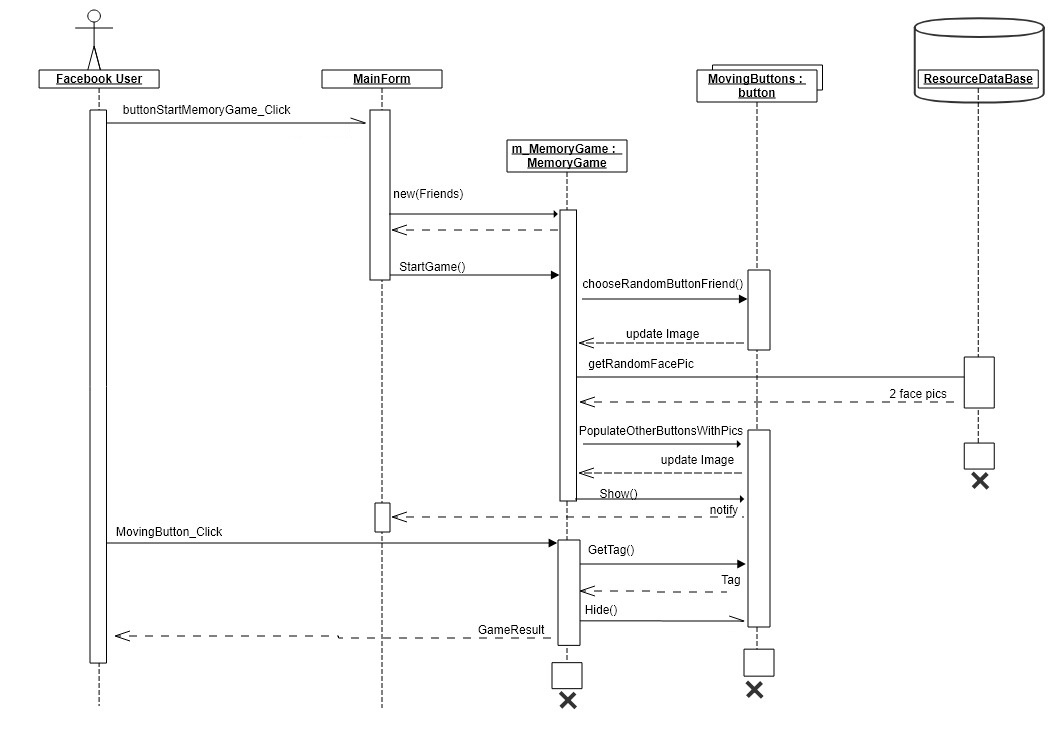 Facebook User
MainForm
MovingButtons :
button
ResourceDataBase
buttonStartMemoryGame_Click
m_MemoryGame :
MemoryGame
new(Friends)
StartGame()
chooseRandomButtonFriend()
update Image
getRandomFacePic
2 face pics
PopulateOtherButtonsWithPics
update Image
Show()
notify
MovingButton_Click
GetTag()
Tag
Hide()
GameResult